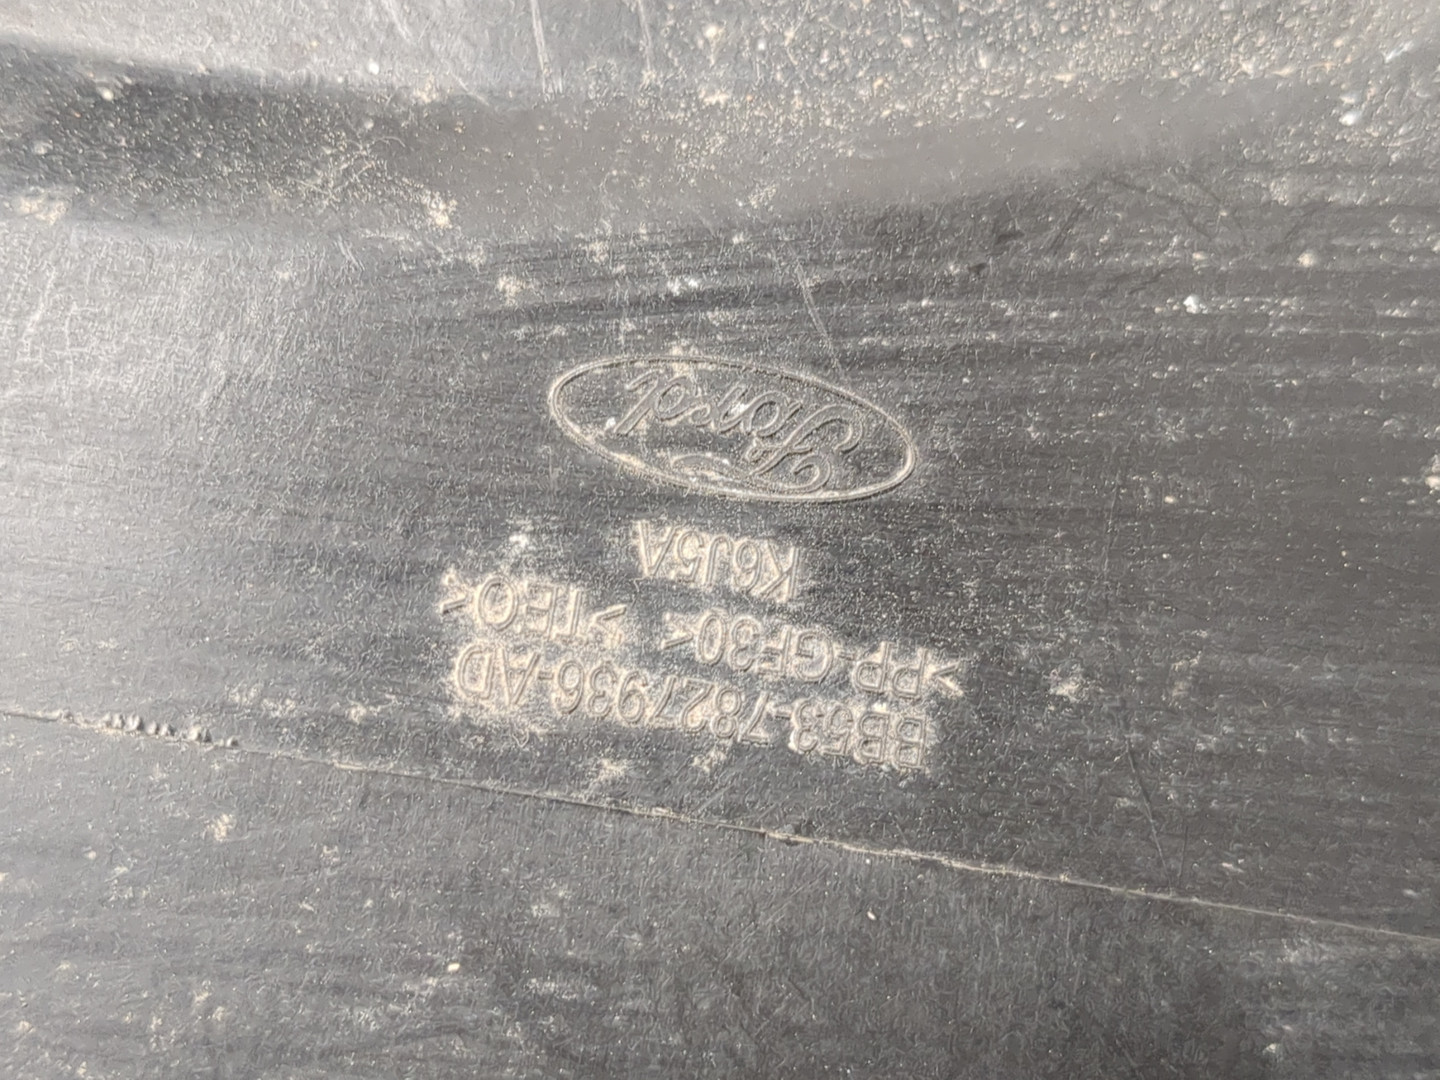 BB53-7827936-AD
>PP-GF30< >TEO<
K6J5A
Ford